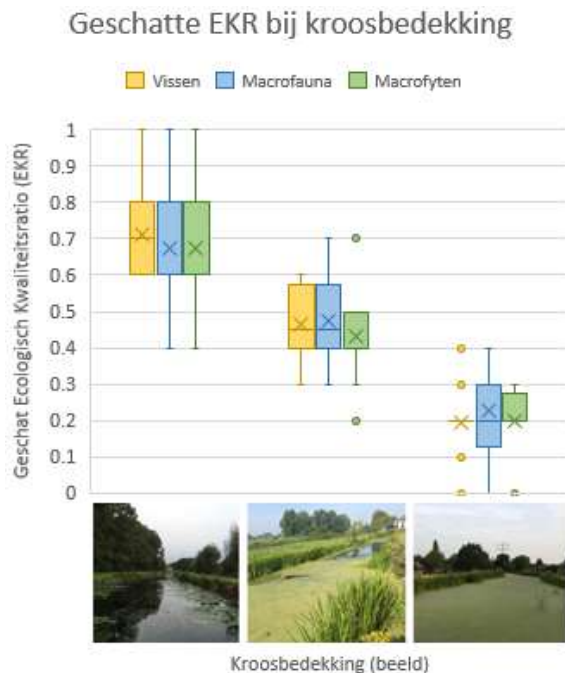 Geschatte EKR bij kroosbedekking
Vissen Macrofauna Macrofyten
Geschat Ecologisch Kwaliteitsratio (EKR)
1
0.9
0.8
0.7
0.6
0.5
0.4
0.3
0.2
0.1
0
Kroosbedekking (beeld)